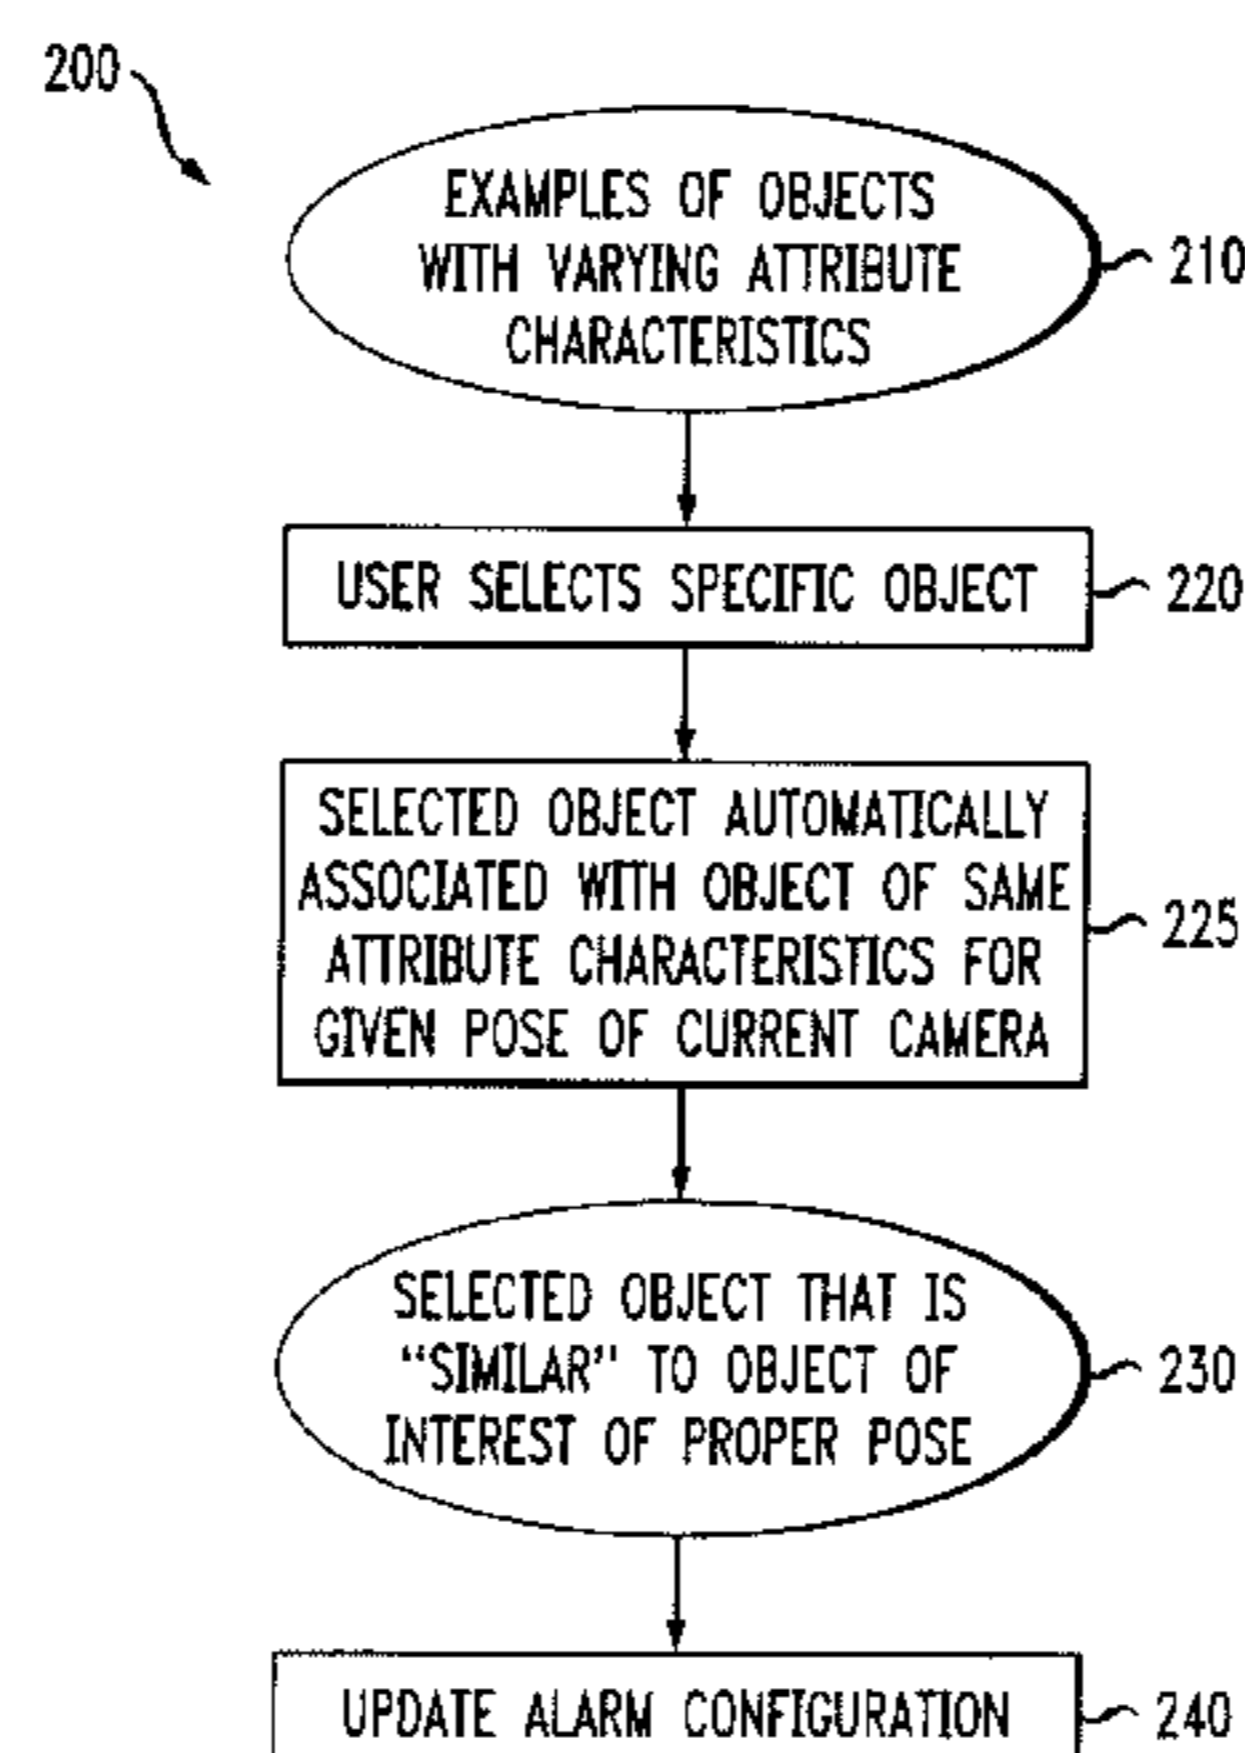 200
EXAMPLES OF OBJECTS
WITH VARYING ATTRIBUTE
CHARACTERISTICS
210
USER SELECTS SPECIFIC OBJECT
220
SELECTED OBJECT AUTOMATICALLY
ASSOCIATED WITH OBJECT OF SAME
ATTRIBUTE CHARACTERISTICS FOR
GIVEN POSE OF CURRENT CAMERA
225
SELECTED OBJECT THAT IS
"SIMILAR" TO OBJECT OF
INTEREST OF PROPER POSE
230
UPDATE ALARM CONFIGURATION
240